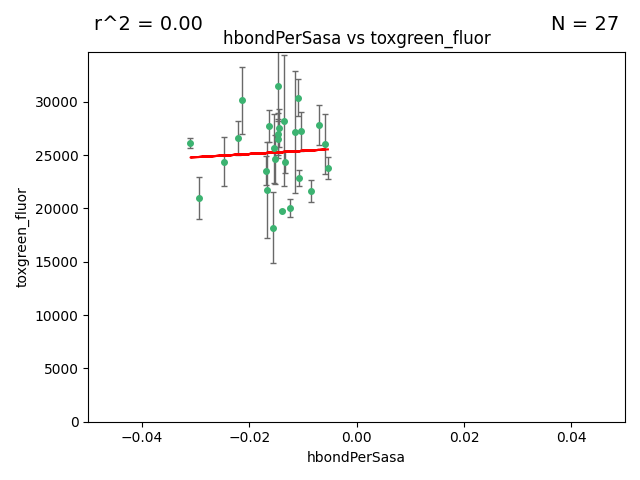 r^2 = 0.00
N = 27
hbondPerSasa vs toxgreen_fluor
toxgreen_fluor
30000
25000
20000
15000
10000
5000
0
−0.04
−0.02
0.00
0.02
0.04
hbondPerSasa